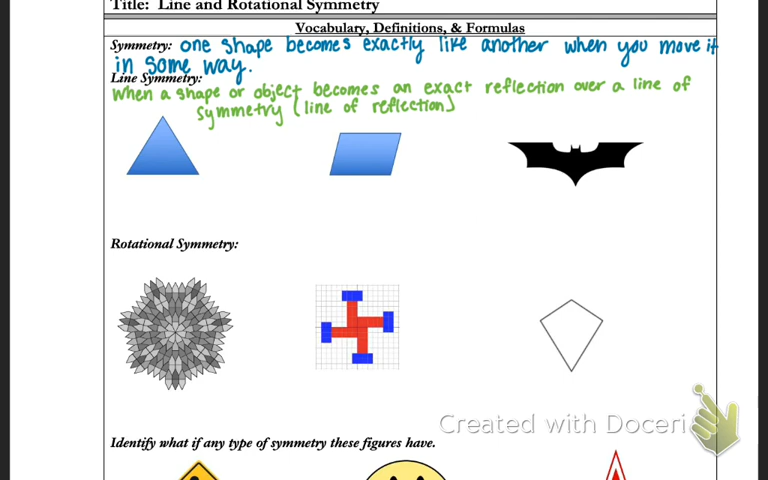 Title: Line and Rotational Symmetry
Vocabulary, Definitions, & Formulas
Symmetry: one shape becomes exactly like another when you move it
in some way.
Line Symmetry:
When a shape or object becomes an exact reflection over a line of
symmetry (line of reflection)
Rotational Symmetry:
Created with Doceri
Identify what if any type of symmetry these figures have.